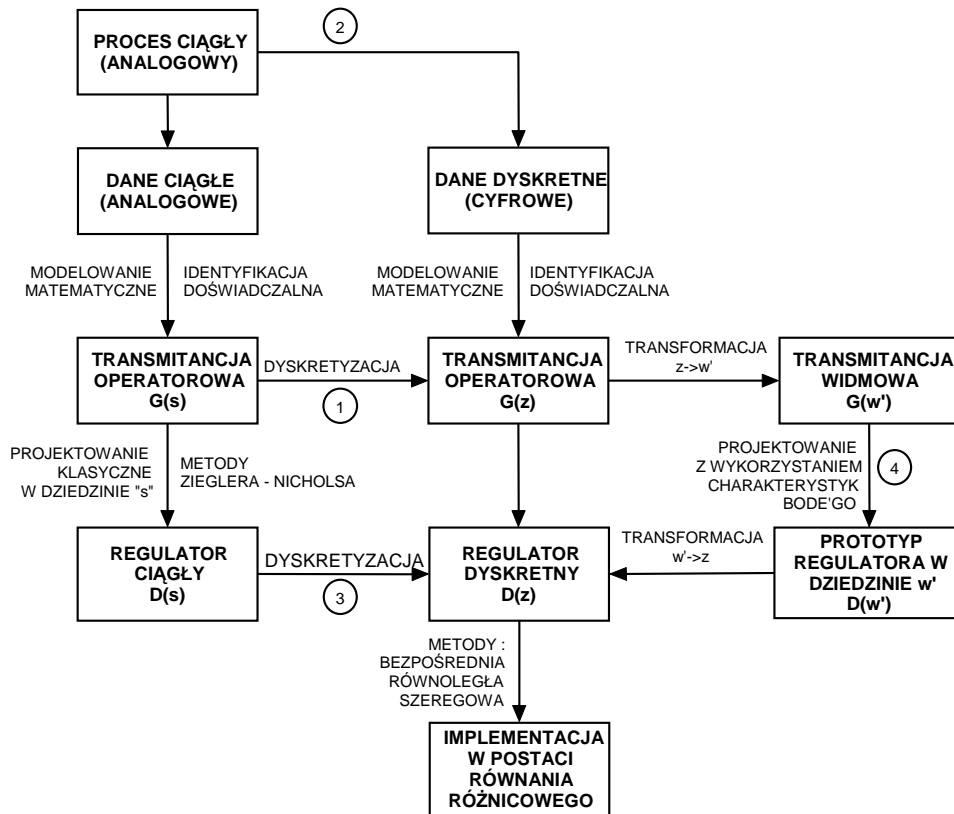 2
PROCES CIĄGŁY
(ANALOGOWY)
DANE CIĄGŁE
(ANALOGOWE)
DANE DYSKRETNE
(CYFROWE)
MODELOWANIE
MATEMATYCZNE
IDENTYFIKACJA
DOŚWIADCZALNA
MODELOWANIE
MATEMATYCZNE
IDENTYFIKACJA
DOŚWIADCZALNA
TRANSMITANCJA
OPERATOROWA
G(s)
DYSKRETYZACJA
1
TRANSMITANCJA
OPERATOROWA
G(z)
TRANSFORMACJA
z->w'
TRANSMITANCJA
WIDMOWA
G(w')
PROJEKTOWANIE
KLASYCZNE
W DZIEDZINIE "s"
METODY
ZIEGLERA - NICHOLSA
PROJEKTOWANIE
Z WYKORZYSTANIEM
CHARAKTERYSTYK
BODE'GO
4
REGULATOR
CIĄGŁY
D(s)
DYSKRETYZACJA
3
REGULATOR
DYSKRETNY
D(z)
TRANSFORMACJA
w'->z
PROTOTYP
REGULATORA W
DZIEDZINIE w'
D(w')
METODY :
BEZPOŚREDNIA
RÓWNOLEGŁA
SZEREGOWA
IMPLEMENTACJA
W POSTACI
RÓWNANIA
RÓŻNICOWEGO